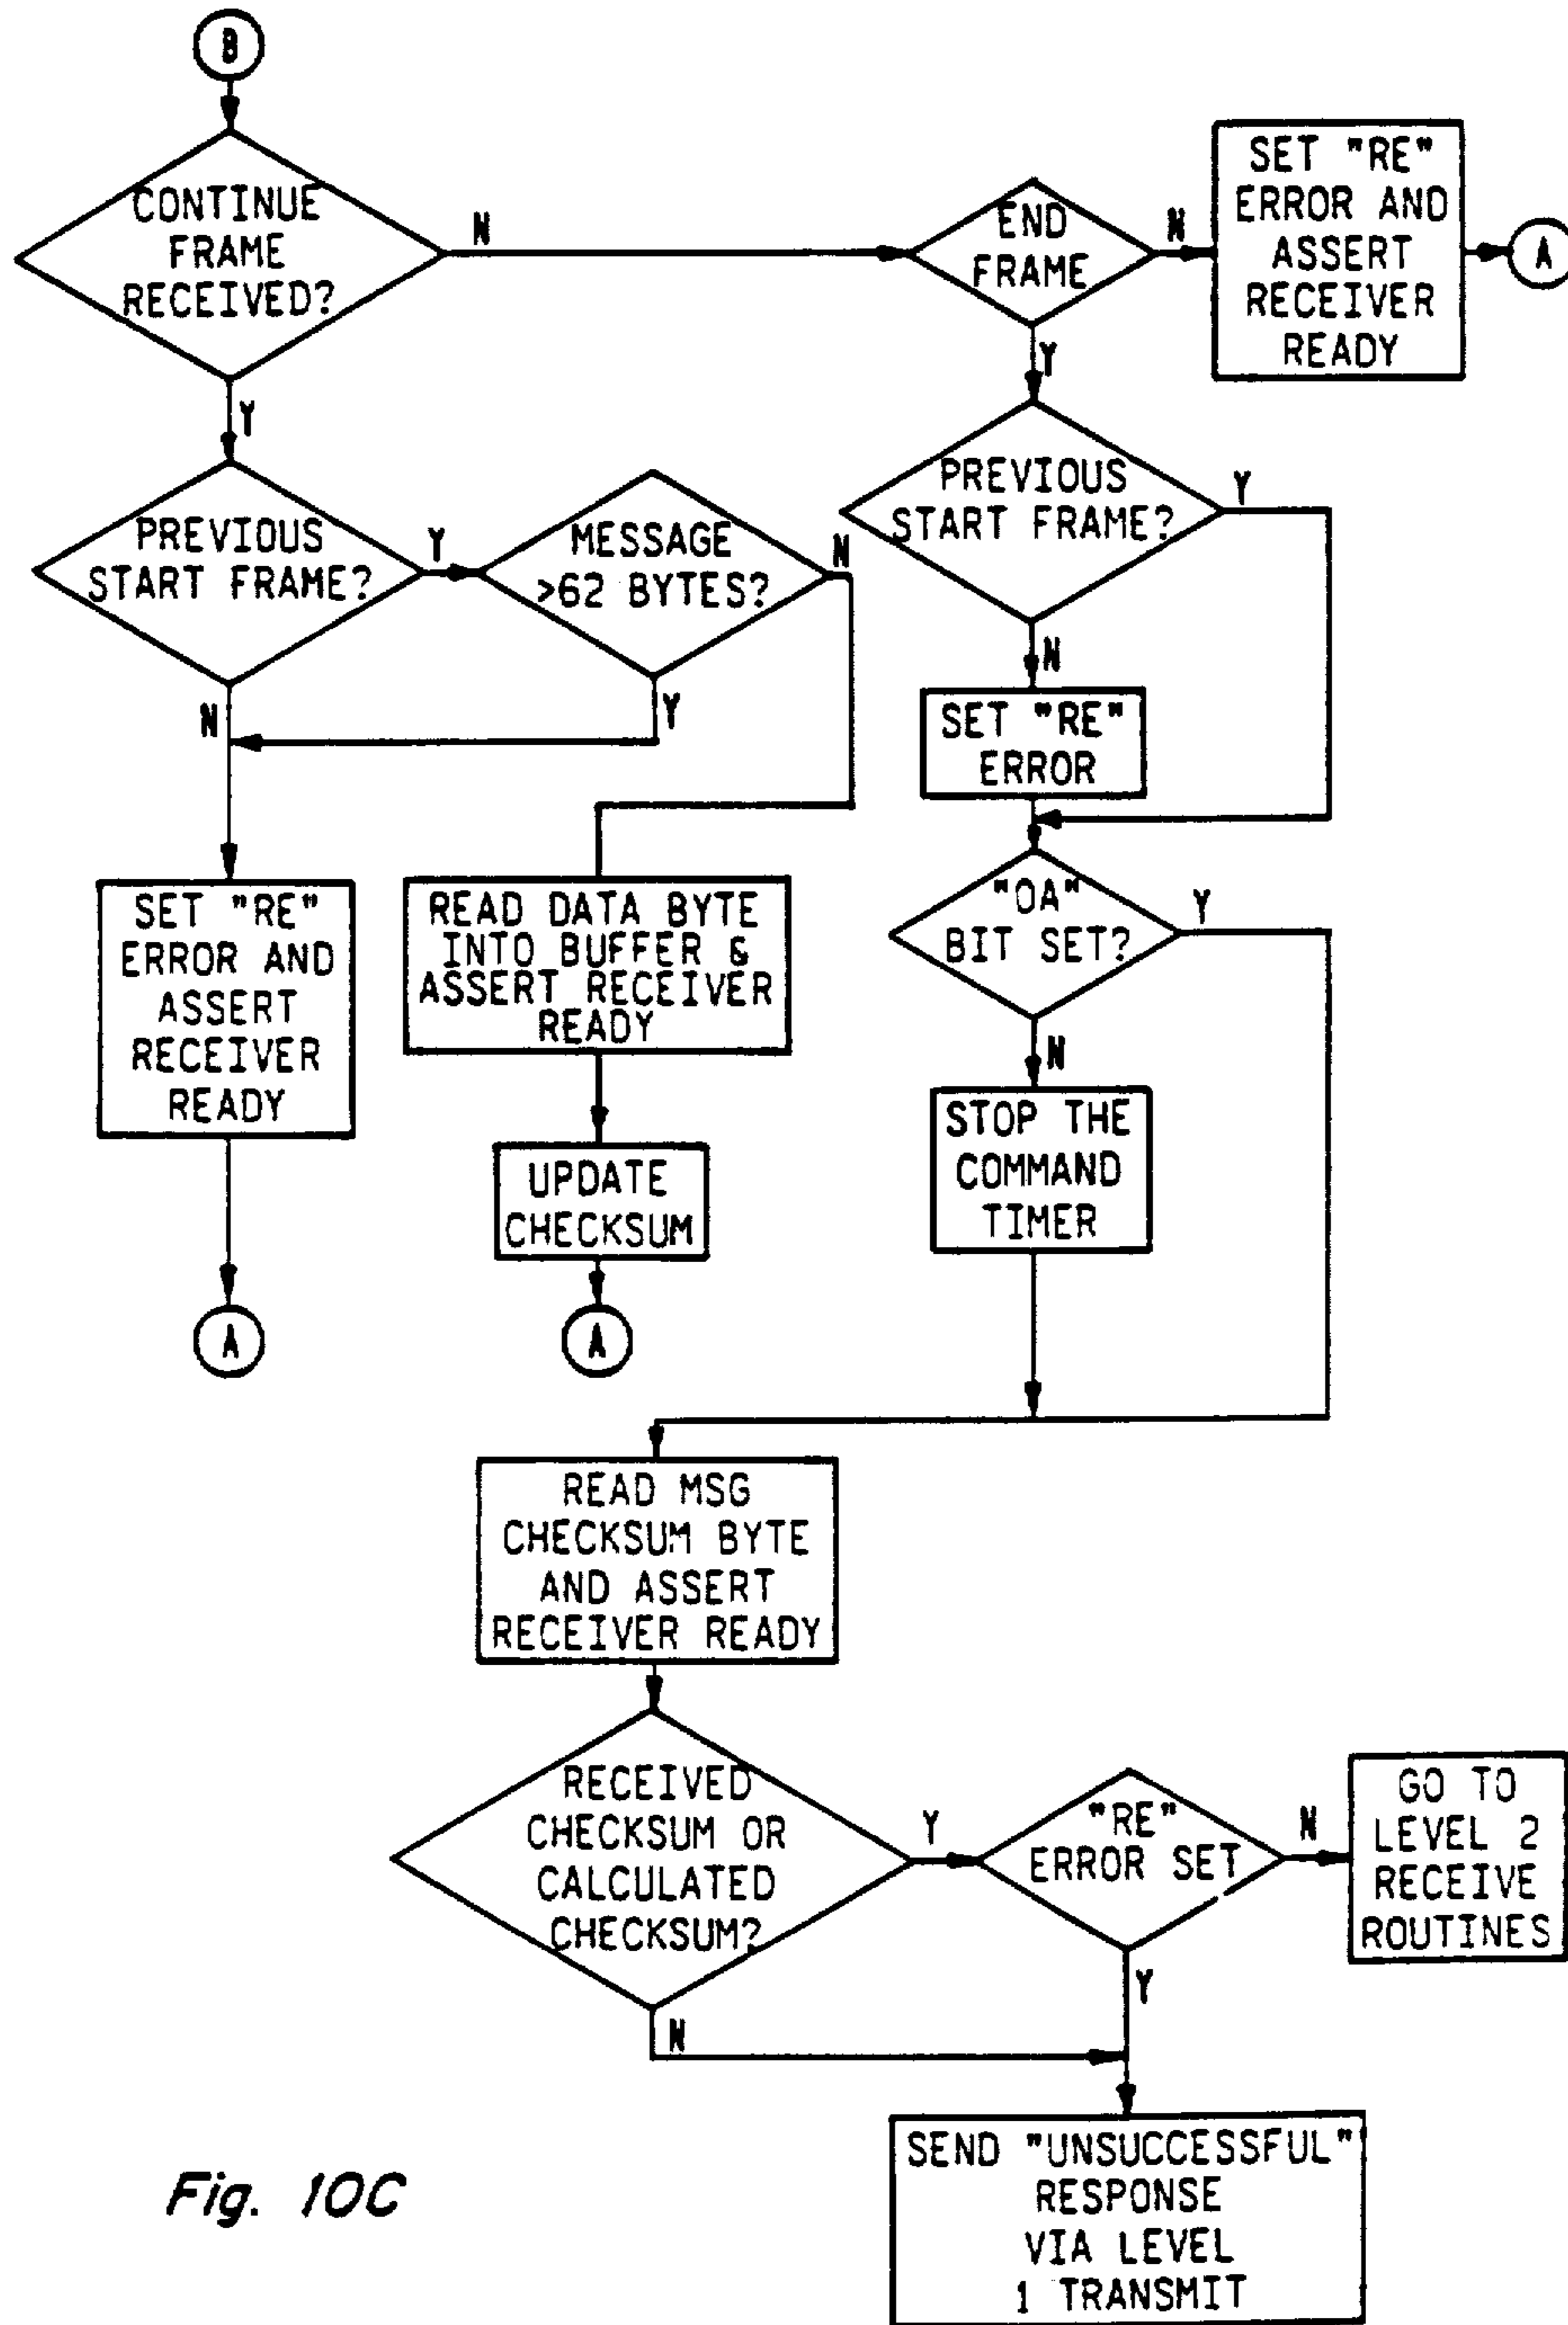 B
CONTINUE
FRAME
RECEIVED?
N
END
FRAME
N
SET "RE"
ERROR AND
ASSERT
RECEIVER
READY
A
Y
Y
PREVIOUS
START FRAME?
Y
MESSAGE
>62 BYTES?
N
PREVIOUS
START FRAME?
Y
N
Y
N
SET "RE"
ERROR
SET "RE"
ERROR AND
ASSERT
RECEIVER
READY
READ DATA BYTE
INTO BUFFER &
ASSERT RECEIVER
READY
"OA"
BIT SET?
Y
N
UPDATE
CHECKSUM
STOP THE
COMMAND
TIMER
A
A
READ MSG
CHECKSUM BYTE
AND ASSERT
RECEIVER READY
RECEIVED
CHECKSUM OR
CALCULATED
CHECKSUM?
Y
"RE"
ERROR SET
N
GO TO
LEVEL 2
RECEIVE
ROUTINES
N
Y
SEND "UNSUCCESSFUL"
RESPONSE
VIA LEVEL
1 TRANSMIT
Fig. 10C